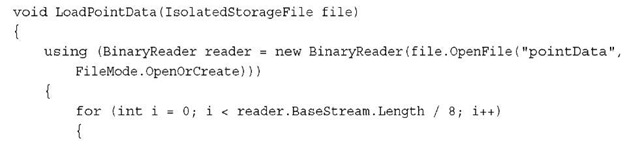 void LoadPointData(IsolatedStorageFile file)
{
using (BinaryReader reader = new BinaryReader(file.OpenFile("pointData",
FileMode.OpenOrCreate)))
{
for (int i = 0; i < reader.BaseStream.Length / 8; i++)
{